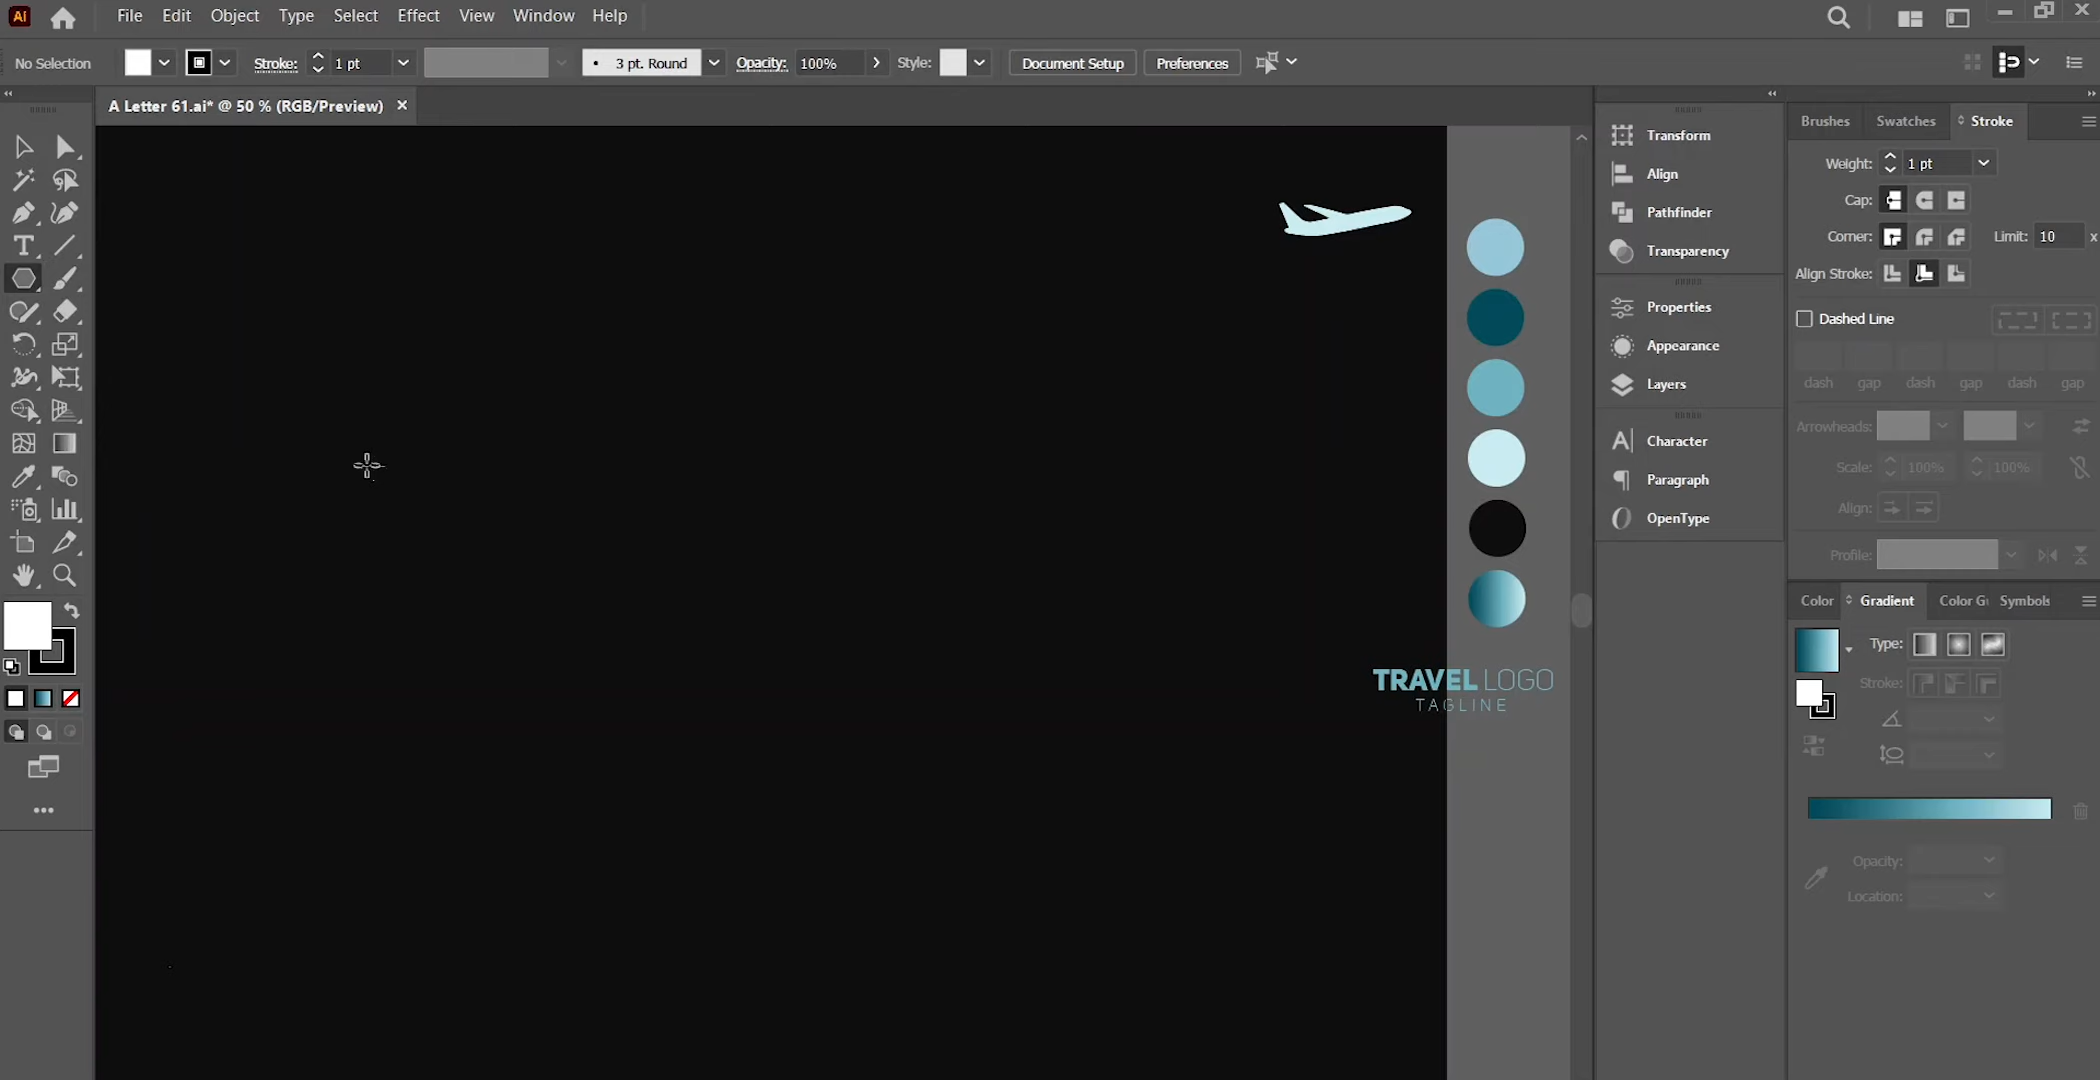 Ai File Edit Object Type Select Effect View Window Help
No Selection Stroke: 1 pt • 3 pt. Round Opacity: 100% Style: Document Setup Preferences
A Letter 61.ai* @ 50 % (RGB/Preview) ×
Transform
Align
Pathfinder
Transparency
Properties
Appearance
Layers
Character
Paragraph
OpenType
Brushes Swatches Stroke
Weight: 1 pt
Cap:
Corner: Limit: 10 x
Align Stroke:
Dashed Line
dash gap dash gap dash gap
Arrowheads:
Scale: 100% 100%
Align:
Profile:
Color Gradient Color Gu Symbols
Type:
Stroke:
Opacity:
Location:
TRAVEL LOGO
TAGLINE